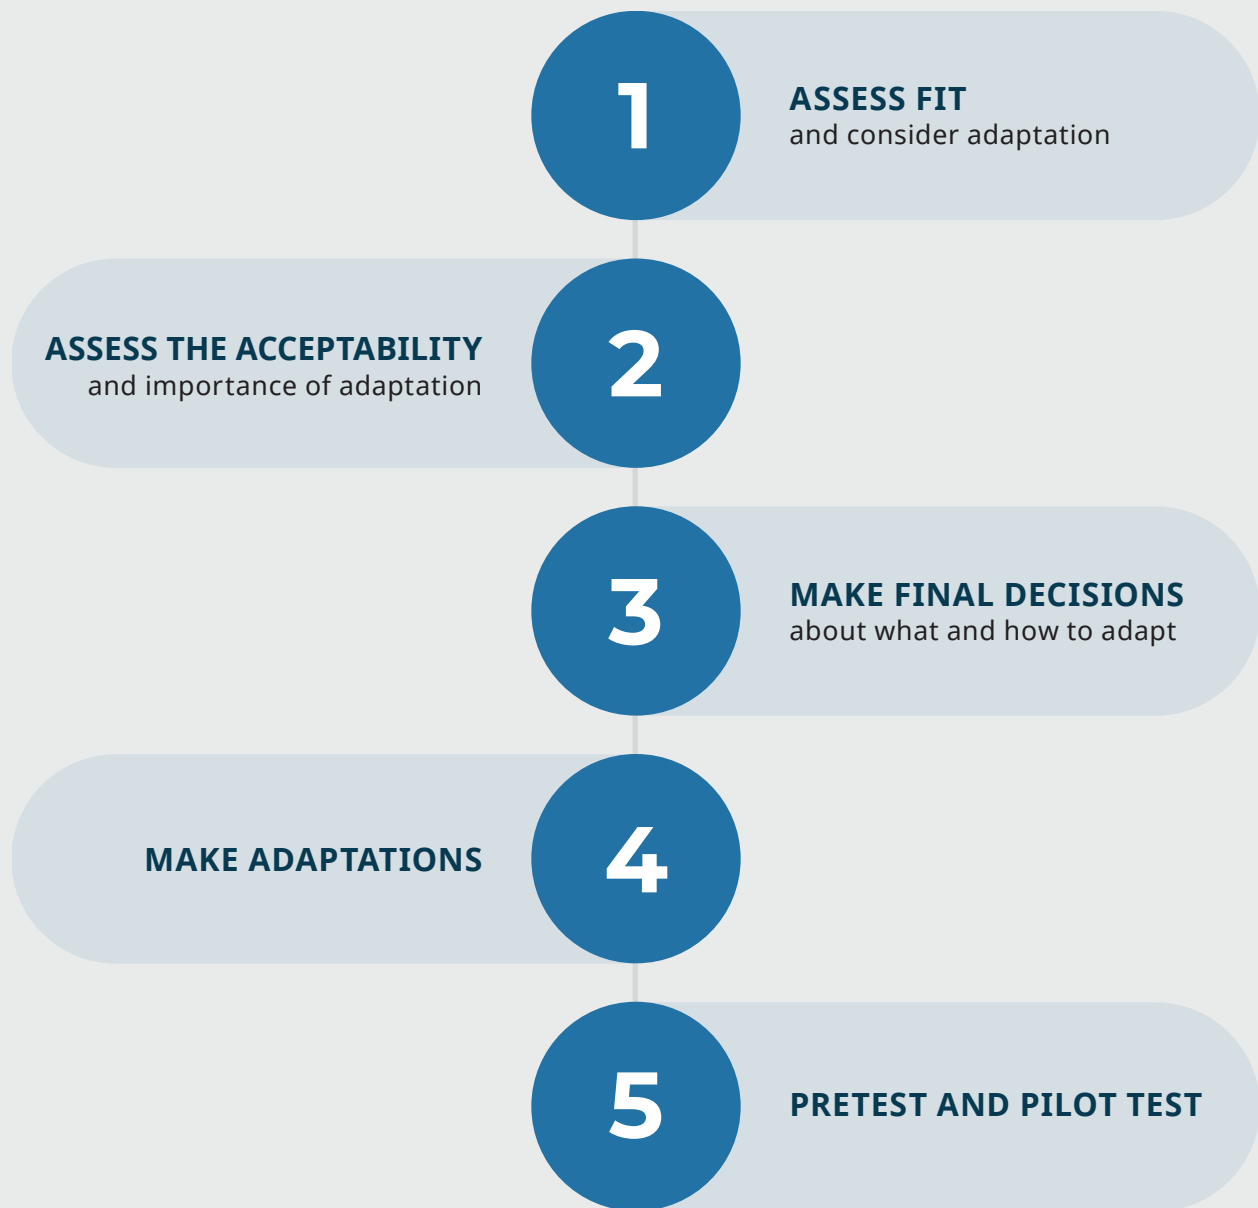 1
ASSESS FIT
and consider adaptation
2
ASSESS THE ACCEPTABILITY
and importance of adaptation
3
MAKE FINAL DECISIONS
about what and how to adapt
4
MAKE ADAPTATIONS
5
PRETEST AND PILOT TEST